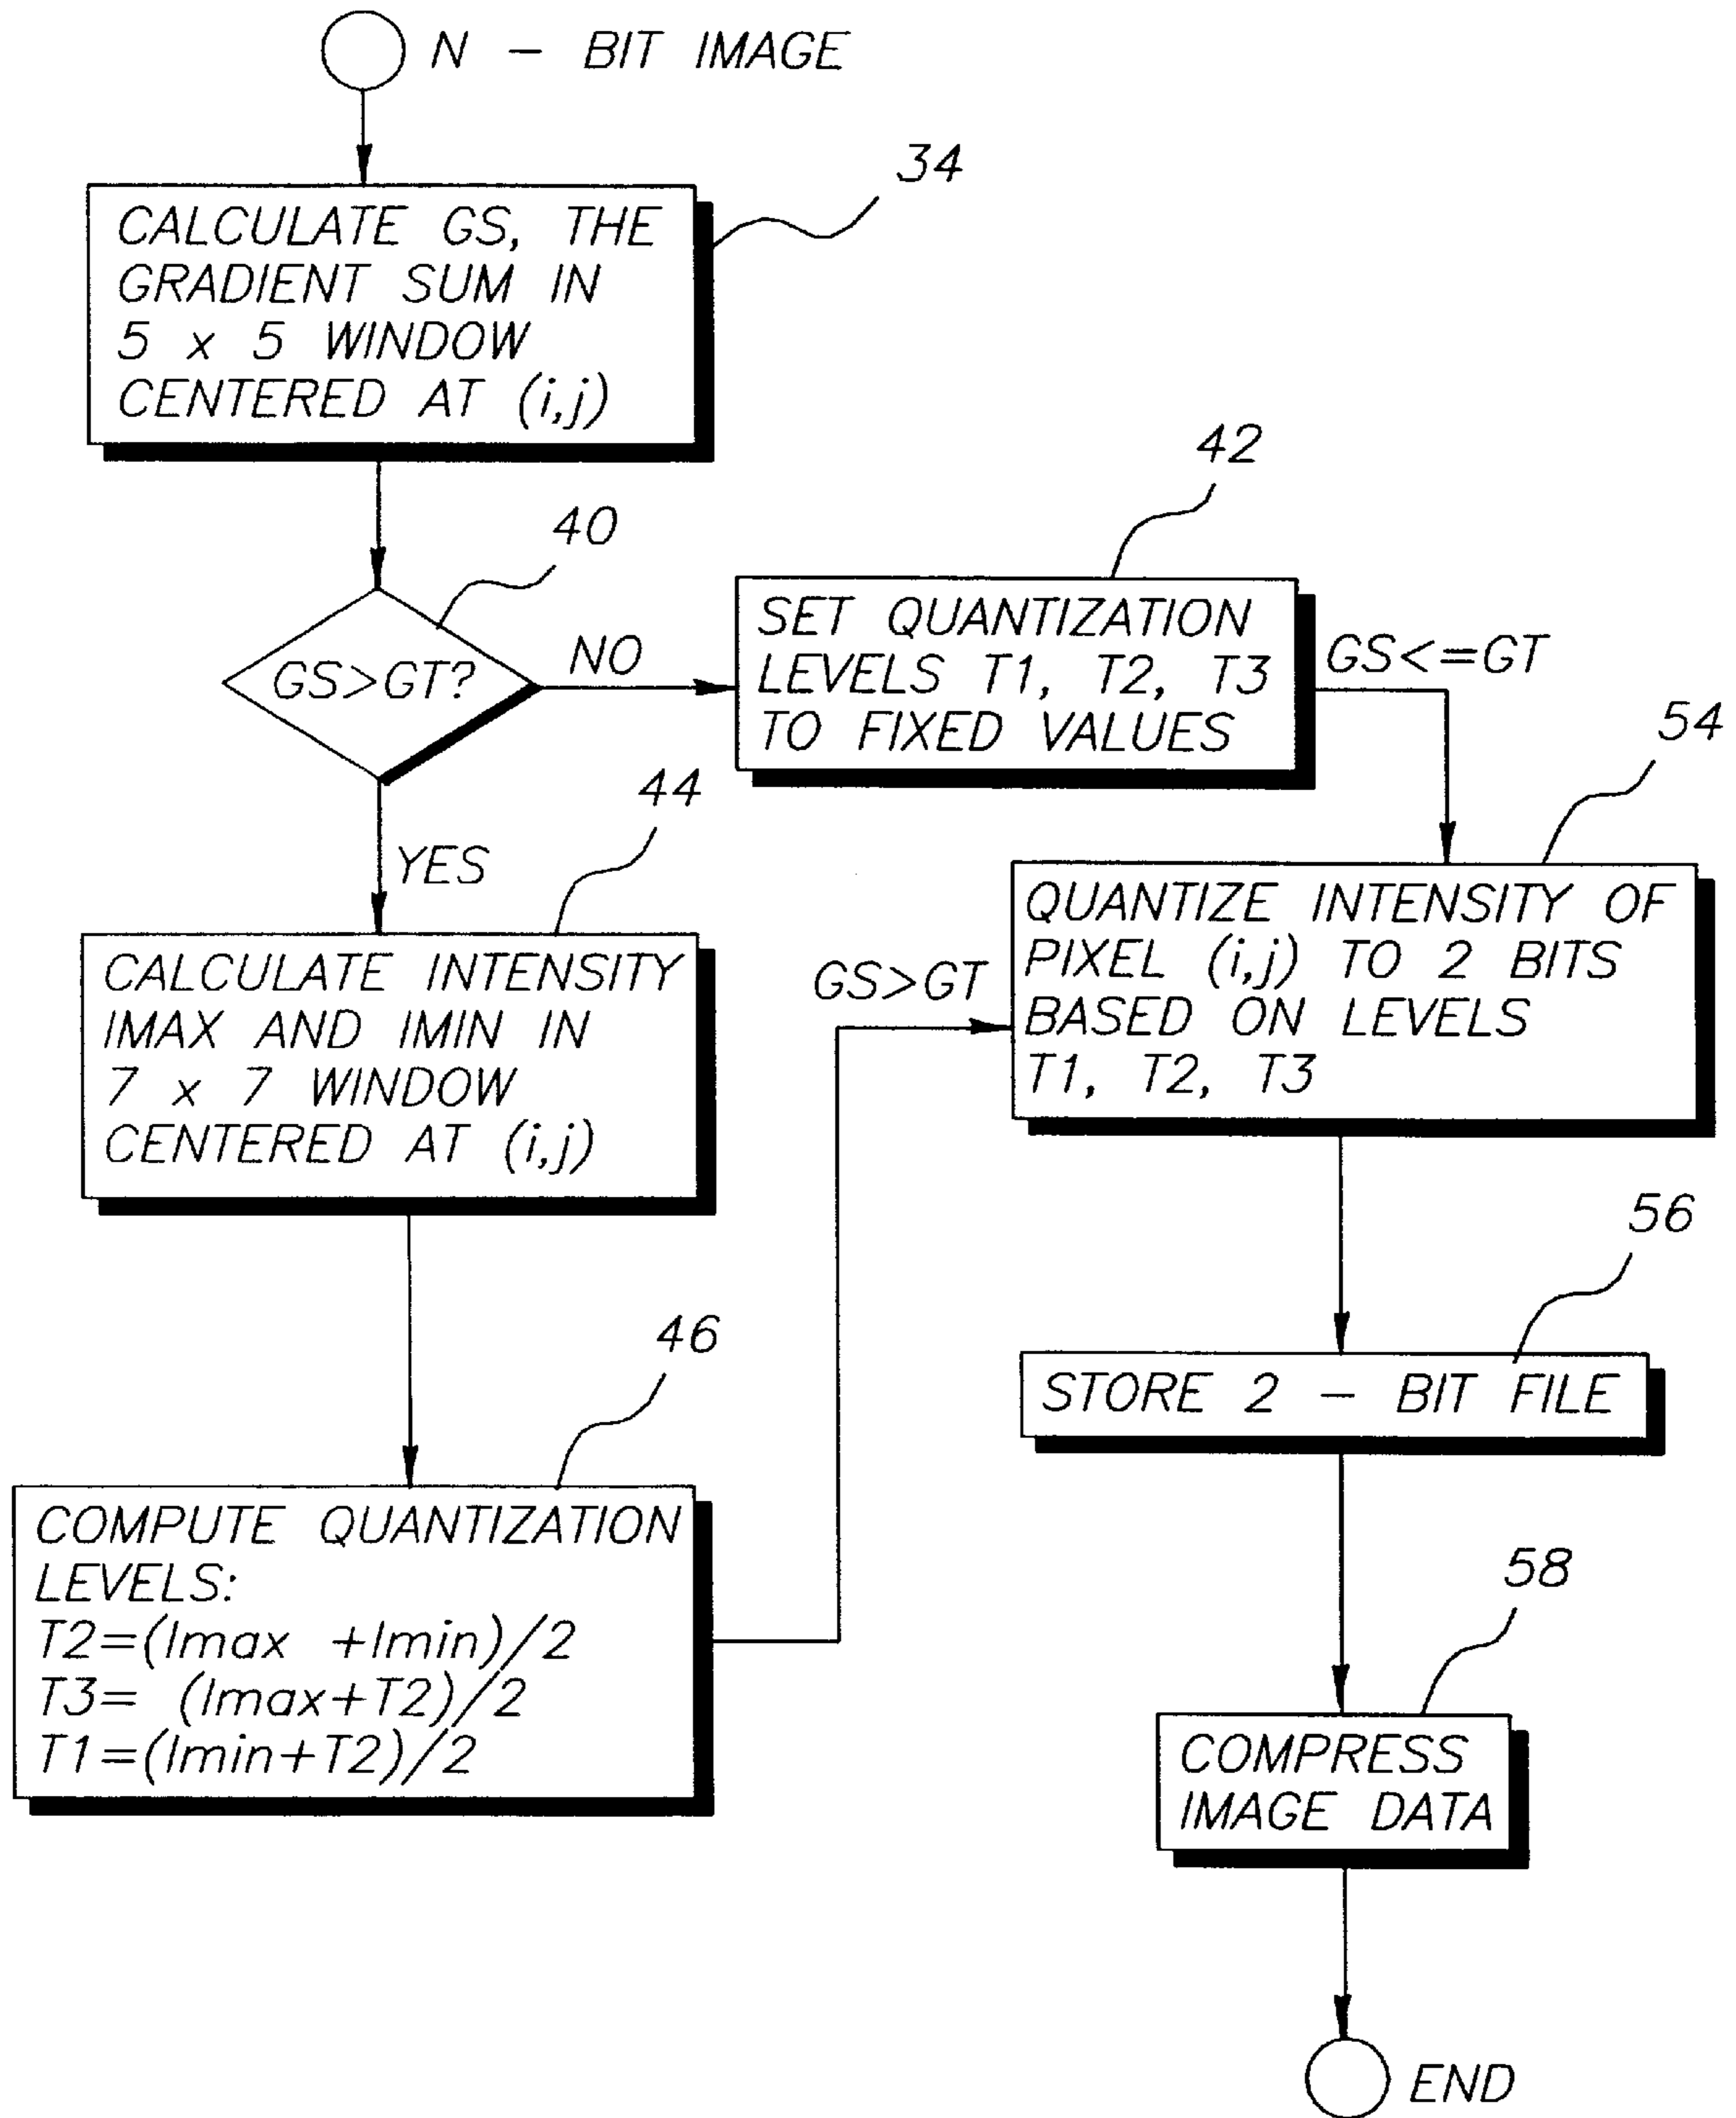 N - BIT IMAGE
34
CALCULATE GS, THE
GRADIENT SUM IN
5 x 5 WINDOW
CENTERED AT (i,j)
40
GS>GT?
NO
YES
42
SET QUANTIZATION
LEVELS T1, T2, T3
TO FIXED VALUES
GS<=GT
44
CALCULATE INTENSITY
IMAX AND IMIN IN
7 x 7 WINDOW
CENTERED AT (i,j)
46
COMPUTE QUANTIZATION
LEVELS:
T2=(Imax +Imin)/2
T3= (Imax+T2)/2
T1=(Imin+T2)/2
GS>GT
54
QUANTIZE INTENSITY OF
PIXEL (i,j) TO 2 BITS
BASED ON LEVELS
T1, T2, T3
56
STORE 2 - BIT FILE
58
COMPRESS
IMAGE DATA
END